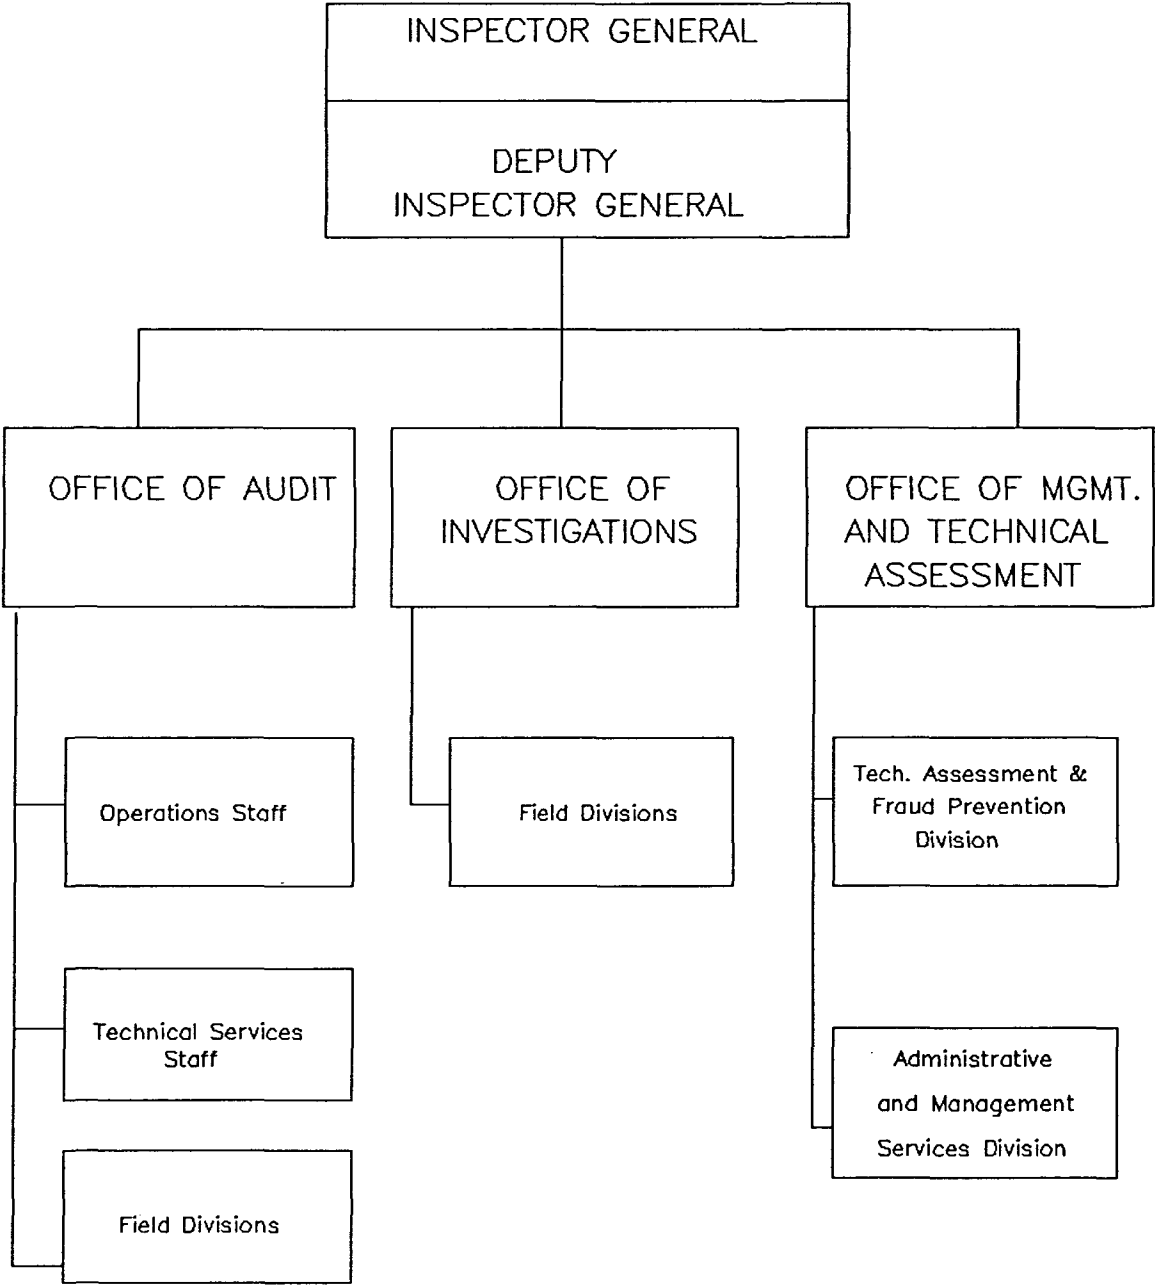 INSPECTOR GENERAL
DEPUTY
INSPECTOR GENERAL
OFFICE OF AUDIT
OFFICE OF
INVESTIGATIONS
OFFICE OF MGMT.
AND TECHNICAL
ASSESSMENT
Operations Staff
Technical Services
Staff
Field Divisions
Field Divisions
Tech. Assessment &
Fraud Prevention
Division
Administrative
and Management
Services Division